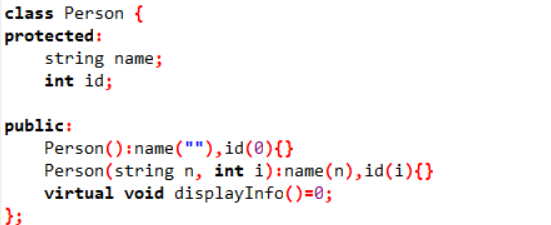 class Person {
protected:
    string name;
    int id;

public:
    Person():name(""),id(0){}
    Person(string n, int i):name(n),id(i){}
    virtual void displayInfo()=0;
};